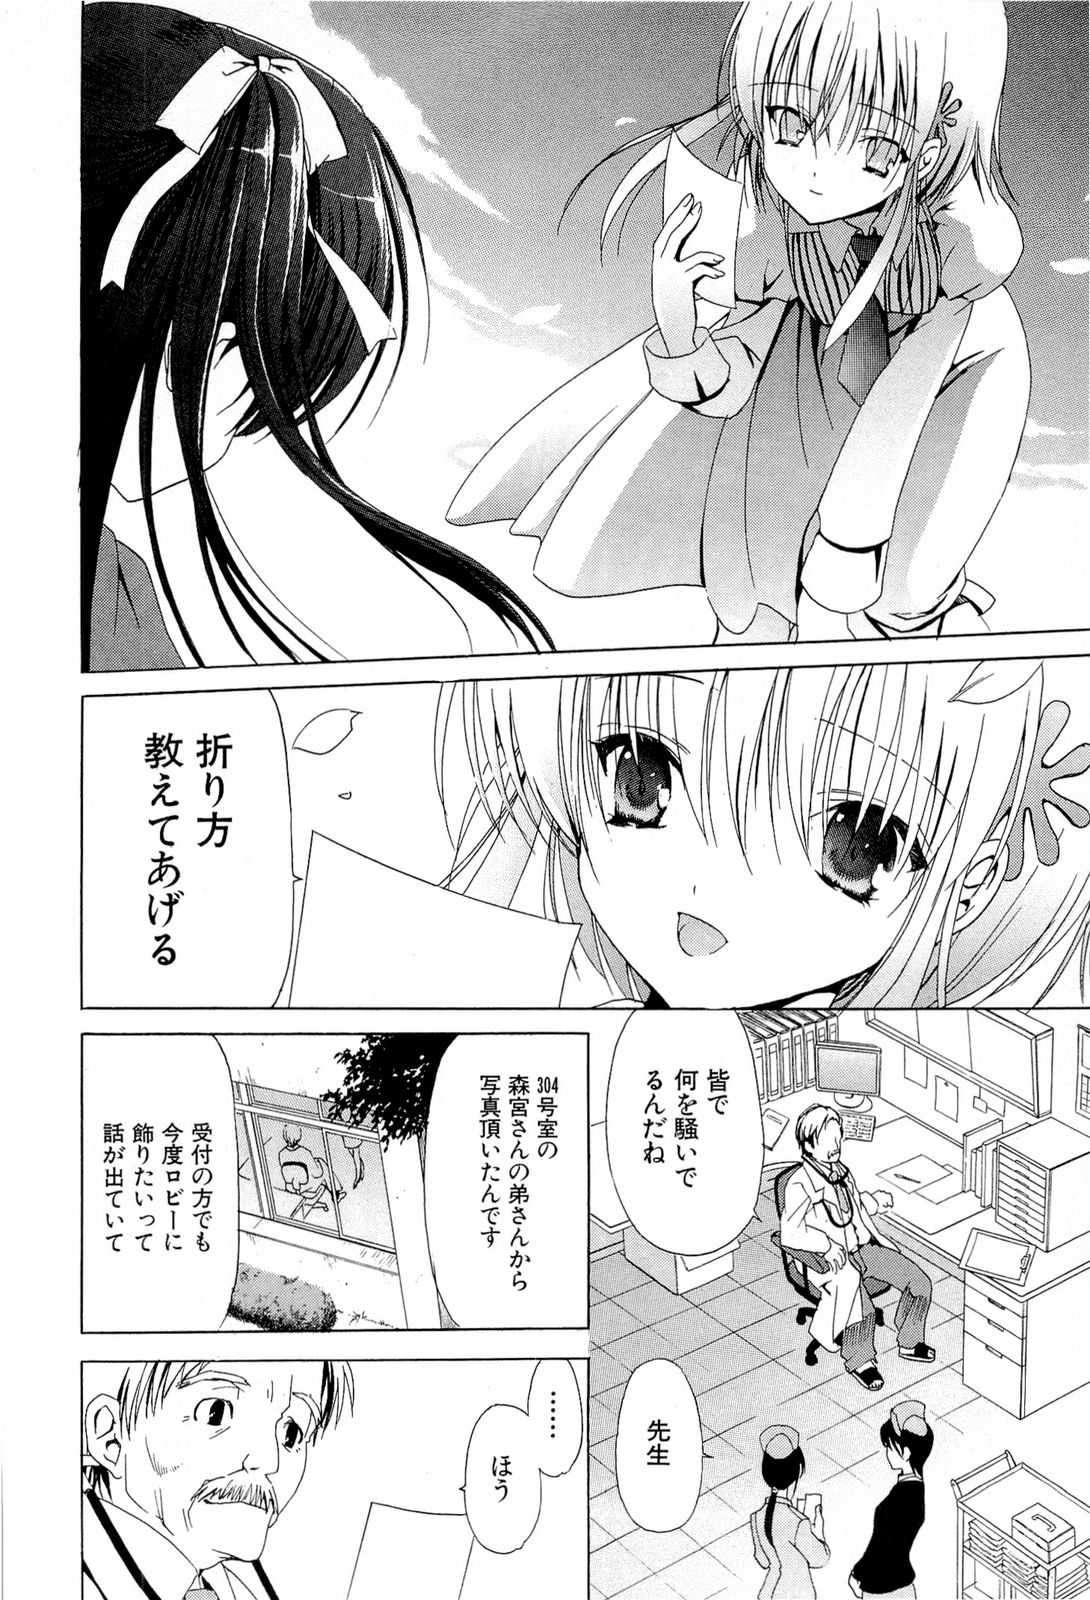 折り方
教えてあげる
皆で
何を騒いで
るんだね
先生
304号室の
森宮さんの弟さんから
写真頂いたんです
受付の方でも
今度ロビーに
飾りたいって
話が出ていて
……
ほう